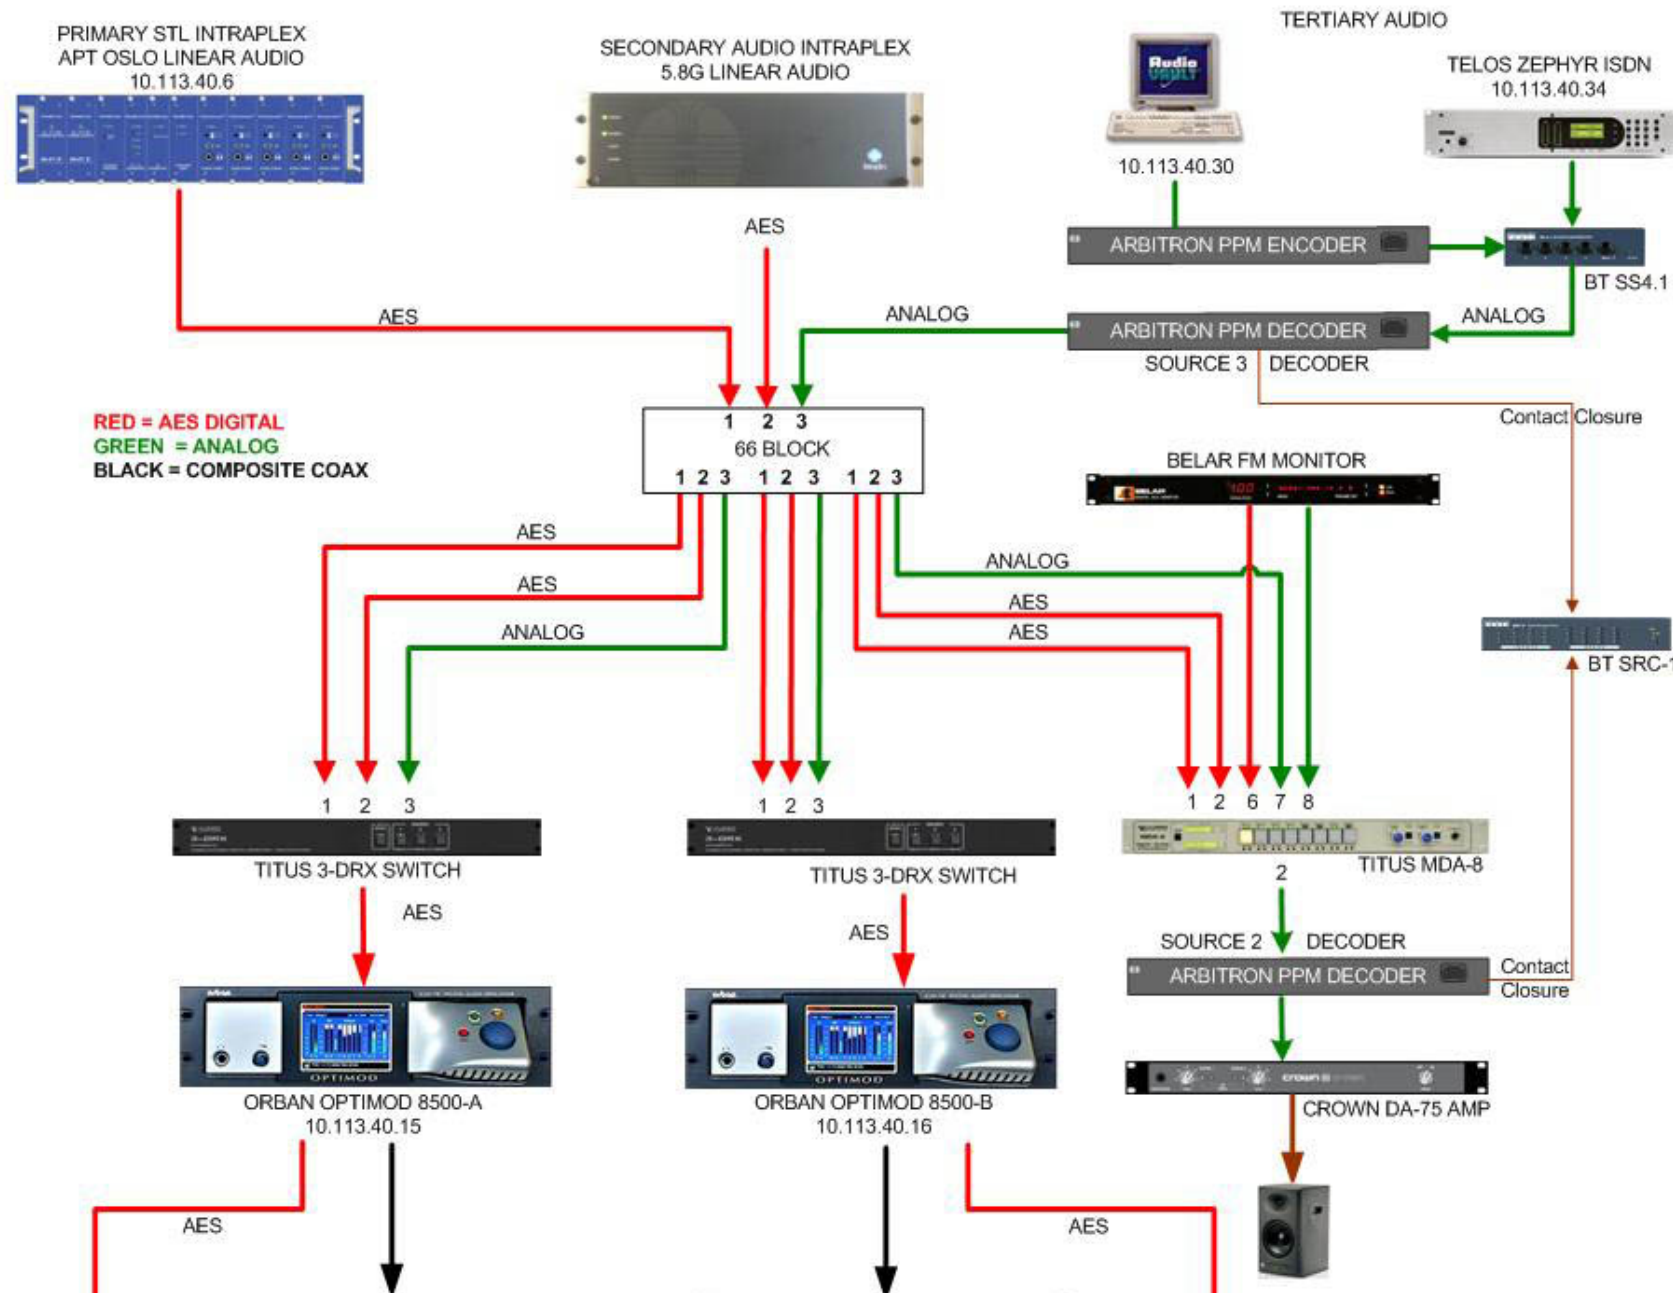 PRIMARY STL INTRAPLEX
APT OSLO LINEAR AUDIO
10.113.40.6
SECONDARY AUDIO INTRAPLEX
5.8G LINEAR AUDIO
TERTIARY AUDIO
Audio
VAULT
10.113.40.30
TELOS ZEPHYR ISDN
10.113.40.34
AES
ARBITRON PPM ENCODER
BT SS4.1
AES
ANALOG
ARBITRON PPM DECODER
ANALOG
SOURCE 3 DECODER
RED = AES DIGITAL
GREEN = ANALOG
BLACK = COMPOSITE COAX
1 2 3
66 BLOCK
1 2 3 1 2 3 1 2 3
Contact Closure
BELAR FM MONITOR
BELAR
100
AES
ANALOG
AES
AES
ANALOG
AES
BT SRC-1
1 2 3
1 2 3
1 2 6 7 8
TITUS 3-DRX SWITCH
TITUS 3-DRX SWITCH
TITUS MDA-8
2
AES
AES
SOURCE 2 DECODER
ARBITRON PPM DECODER
Contact
Closure
OPTIMOD
OPTIMOD
crown
ORBAN OPTIMOD 8500-A
10.113.40.15
ORBAN OPTIMOD 8500-B
10.113.40.16
CROWN DA-75 AMP
AES
AES